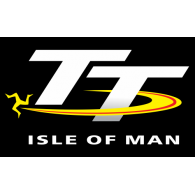 TT
ISLE OF MAN